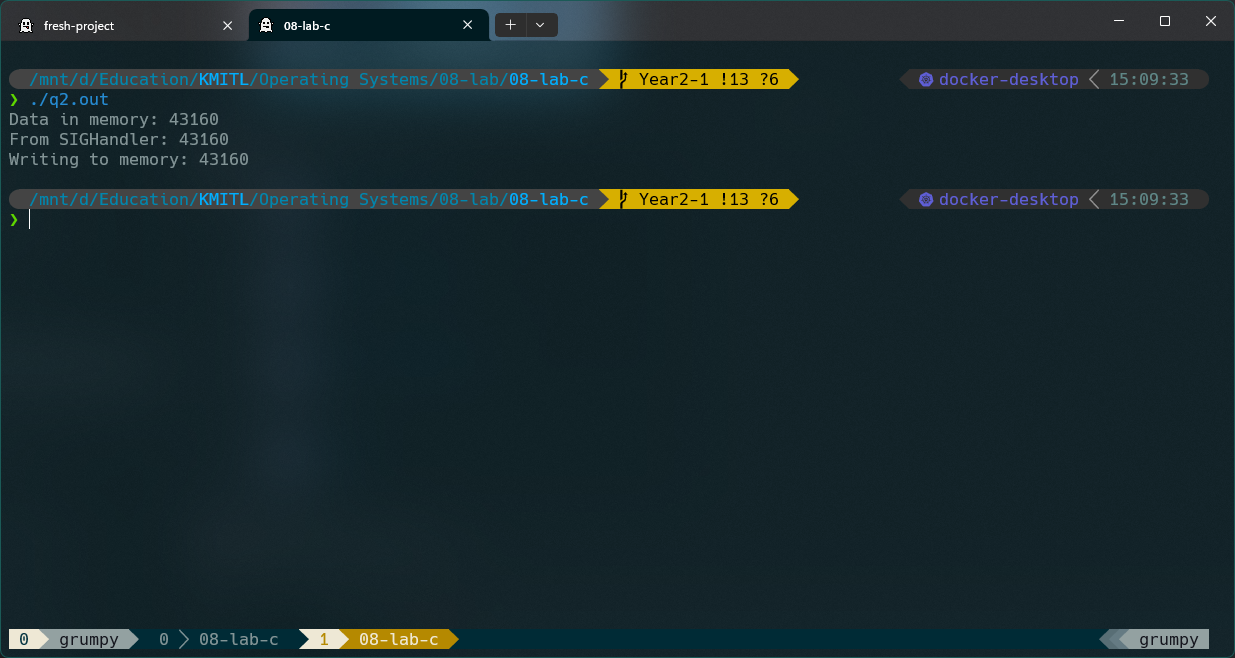 fresh-project 08-lab-c
/mnt/d/Education/KMITL/Operating Systems/08-lab/08-lab-c Year2-1 !13 ?6 docker-desktop 15:09:33
❯ ./q2.out
Data in memory: 43160
From SIGHandler: 43160
Writing to memory: 43160
/mnt/d/Education/KMITL/Operating Systems/08-lab/08-lab-c Year2-1 !13 ?6 docker-desktop 15:09:33
❯
0 grumpy 0 08-lab-c 1 08-lab-c grumpy